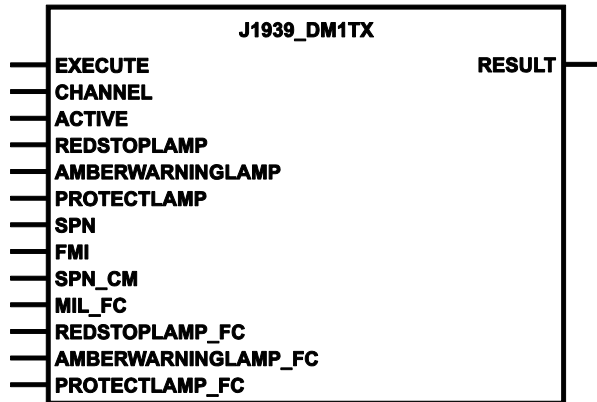 J1939_DM1TX
EXECUTE RESULT
CHANNEL
ACTIVE
REDSTOPLAMP
AMBERWARNINGLAMP
PROTECTLAMP
SPN
FMI
SPN_CM
MIL_FC
REDSTOPLAMP_FC
AMBERWARNINGLAMP_FC
PROTECTLAMP_FC